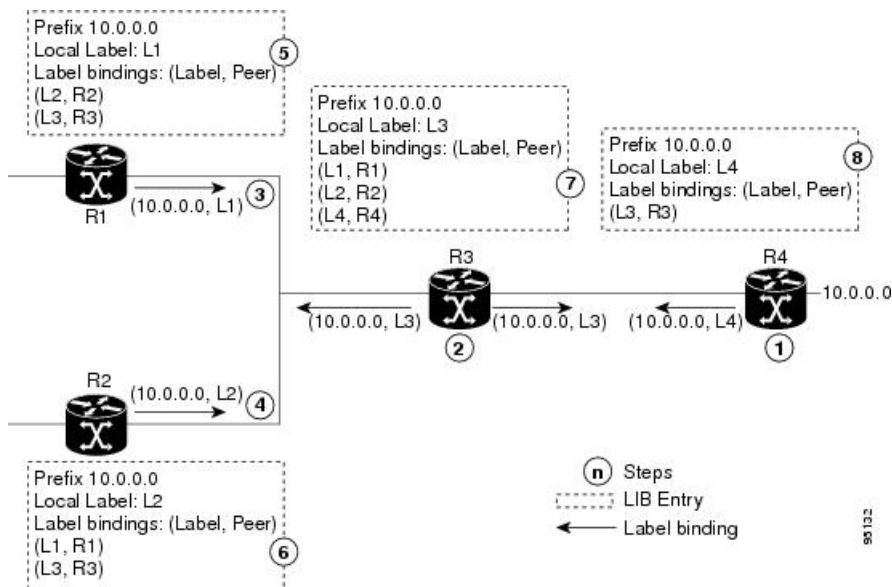 Prefix 10.0.0.0
Local Label: L1
Label bindings: (Label, Peer)
(L2, R2)
(L3, R3)
5
R1
(10.0.0.0, L1)
3
Prefix 10.0.0.0
Local Label: L3
Label bindings: (Label, Peer)
(L1, R1)
(L2, R2)
(L4, R4)
7
Prefix 10.0.0.0
Local Label: L4
Label bindings: (Label, Peer)
(L3, R3)
8
R3
(10.0.0.0, L3)
(10.0.0.0, L3)
2
R4
(10.0.0.0, L4)
1
10.0.0.0
R2
(10.0.0.0, L2)
4
Prefix 10.0.0.0
Local Label: L2
Label bindings: (Label, Peer)
(L1, R1)
(L3, R3)
6
n Steps
LIB Entry
Label binding
95132